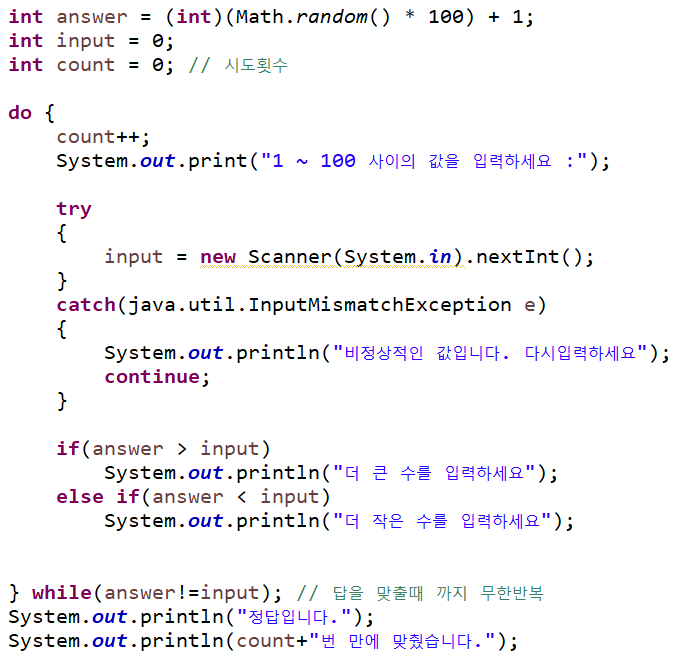 int answer = (int)(Math.random() * 100) + 1;
int input = 0;
int count = 0; // 시도횟수
do {
count++;
System.out.print("1 ~ 100 사이의 값을 입력하세요 :");
try
{
input = new Scanner(System.in).nextInt();
}
catch(java.util.InputMismatchException e)
{
System.out.println("비정상적인 값입니다. 다시입력하세요");
continue;
}
if(answer > input)
System.out.println("더 큰 수를 입력하세요");
else if(answer < input)
System.out.println("더 작은 수를 입력하세요");
} while(answer!=input); // 답을 맞출때 까지 무한반복
System.out.println("정답입니다.");
System.out.println(count+"번 만에 맞췄습니다.");